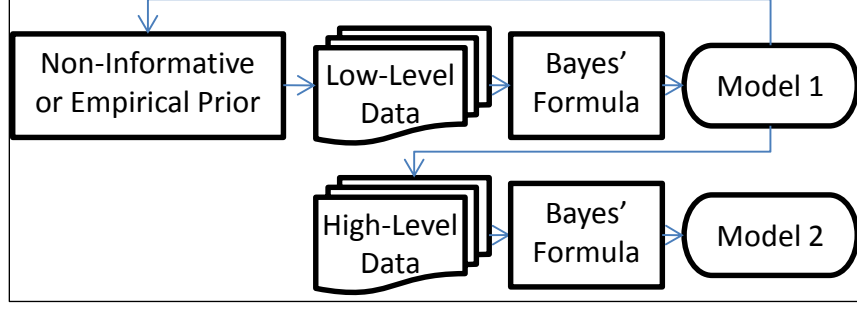 Non-Informative
or Empirical Prior
Low-Level
Data
Bayes'
Formula
Model 1
High-Level
Data
Bayes'
Formula
Model 2